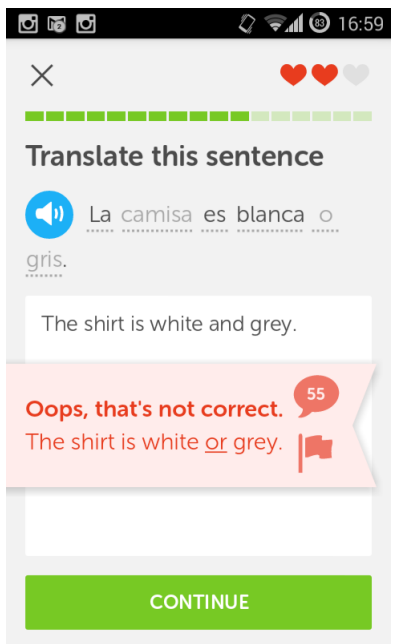 83 16:59
Translate this sentence
La camisa es blanca o
gris.
The shirt is white and grey.
55
Oops, that's not correct.
The shirt is white or grey.
CONTINUE